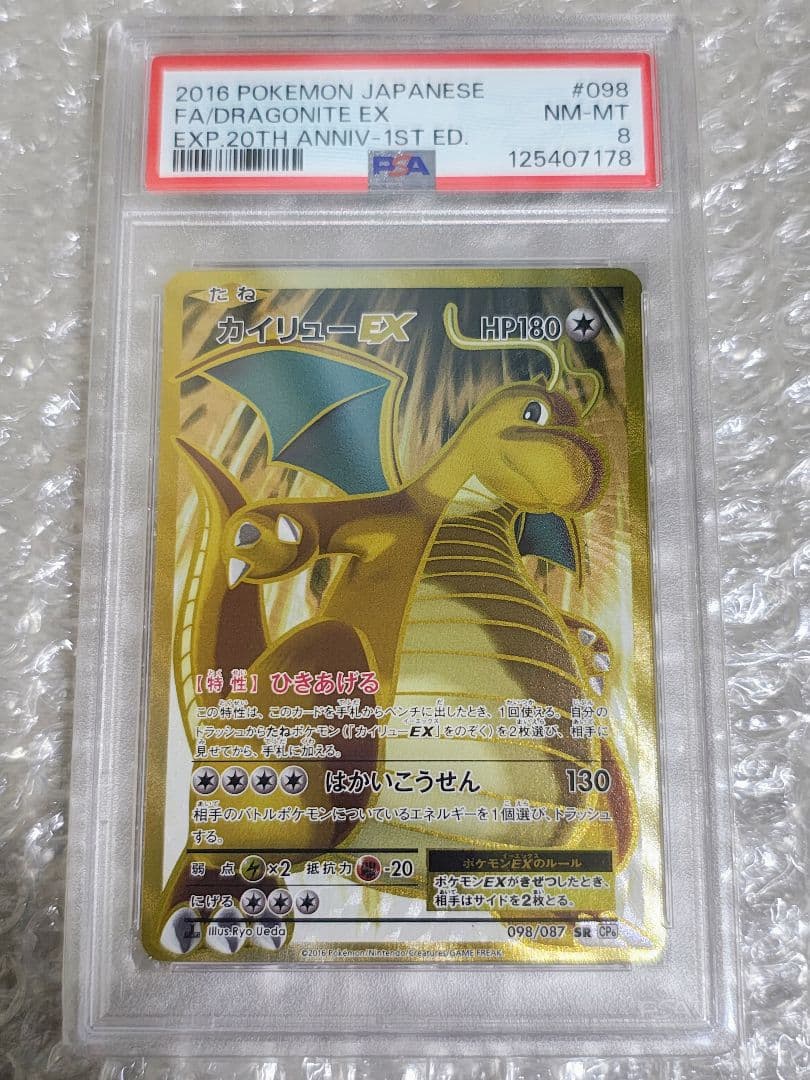 2016 POKEMON JAPANESE #098
FA/DRAGONITE EX NM-MT
EXP.20TH ANNIV-1ST ED. 8
PSA 125407178
たね
カイリューEX HP180
[特性] ひきあげる
この特性は、このカードを手札からベンチに出したとき、1回使える。自分の
トラッシュからたねポケモン(「カイリューEX」をのぞく)を2枚選び、相手に
見せてから、手札に加える。
はかいこうせん 130
相手のバトルポケモンについているエネルギーを1個選び、トラッシュ
する。
弱点 ×2 抵抗力 -20
にげる
ポケモンEXのルール
ポケモンEXがきぜつしたとき、
相手はサイドを2枚とる。
Illus.Ryo Ueda 098/087 SR CP6
©2016 Pokémon/Nintendo/Creatures/GAME FREAK.